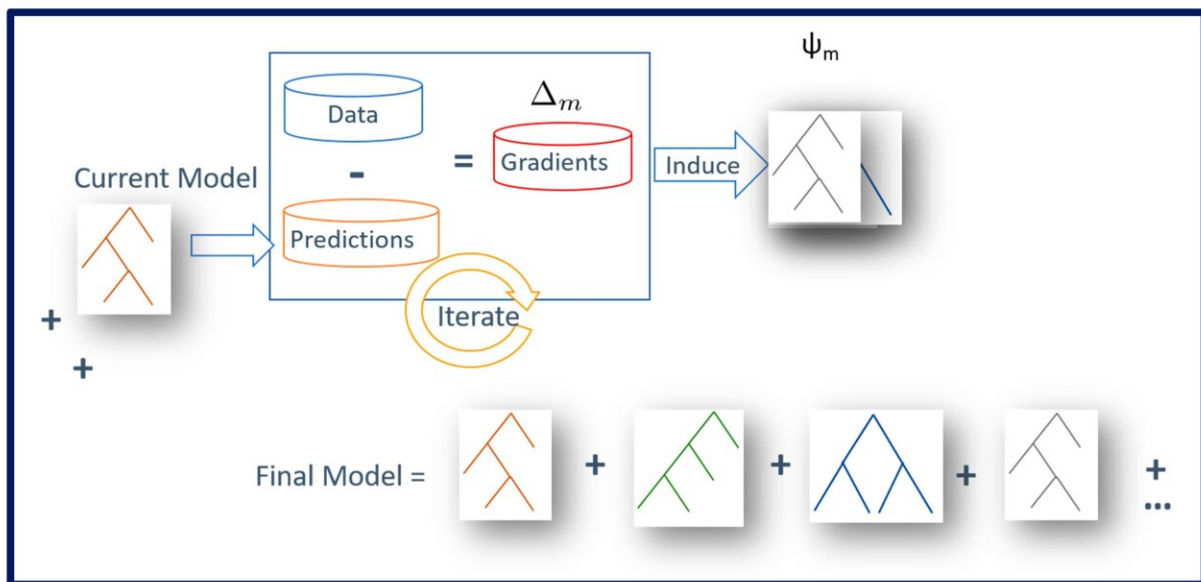 ψm
Data
Δm
-
=
Gradients
Induce
Current Model
Predictions
Iterate
+
+
Final Model =
+
+
+
+
...